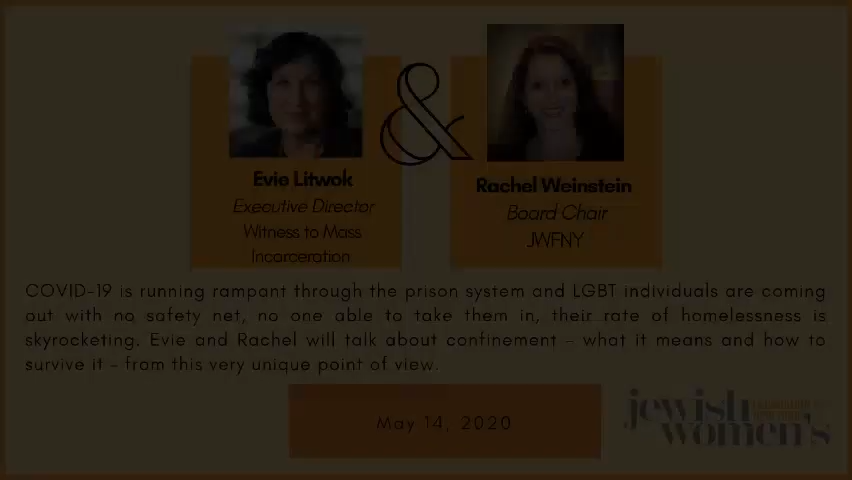 &
Evie Litwok
Executive Director
Witness to Mass
Incarceration
Rachel Weinstein
Board Chair
JWFNY
COVID-19 is running rampant through the prison system and LGBT individuals are coming
out with no safety net, no one able to take them in, their rate of homelessness is
skyrocketing. Evie and Rachel will talk about confinement – what it means and how to
survive it – from this very unique point of view.
May 14, 2020
jewish
women's